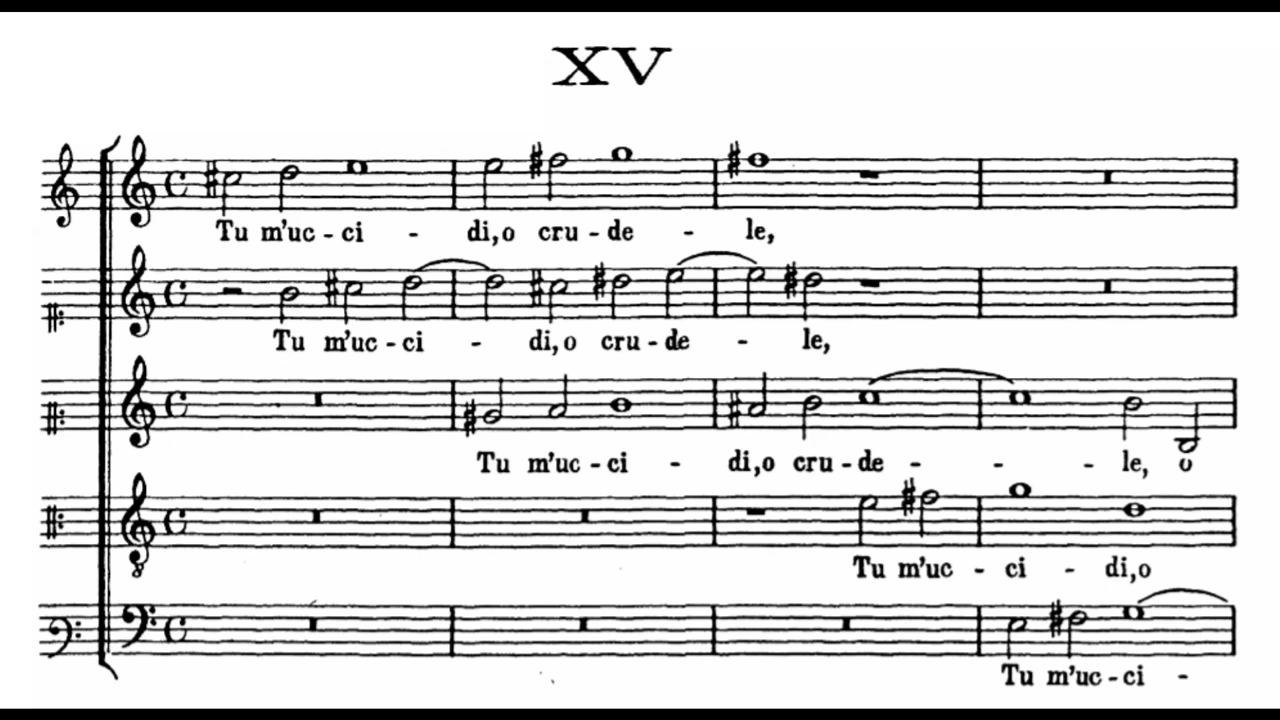 XV
Tu m'uc - ci - di, o cru - de - le,
Tu m'uc - ci - di, o cru - de - le,
Tu m'uc - ci - di, o cru - de - - - le, o
Tu m'uc - ci - di, o
Tu m'uc - ci -